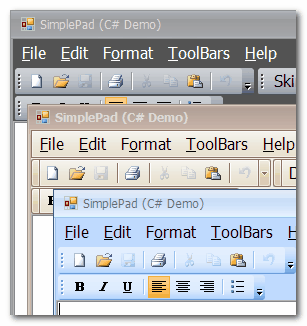 SimplePad (C# Demo)
File Edit Format ToolBars Help
Ski
SimplePad (C# Demo)
File Edit Format ToolBars Help
SimplePad (C# Demo)
File Edit Format ToolBars
B I U